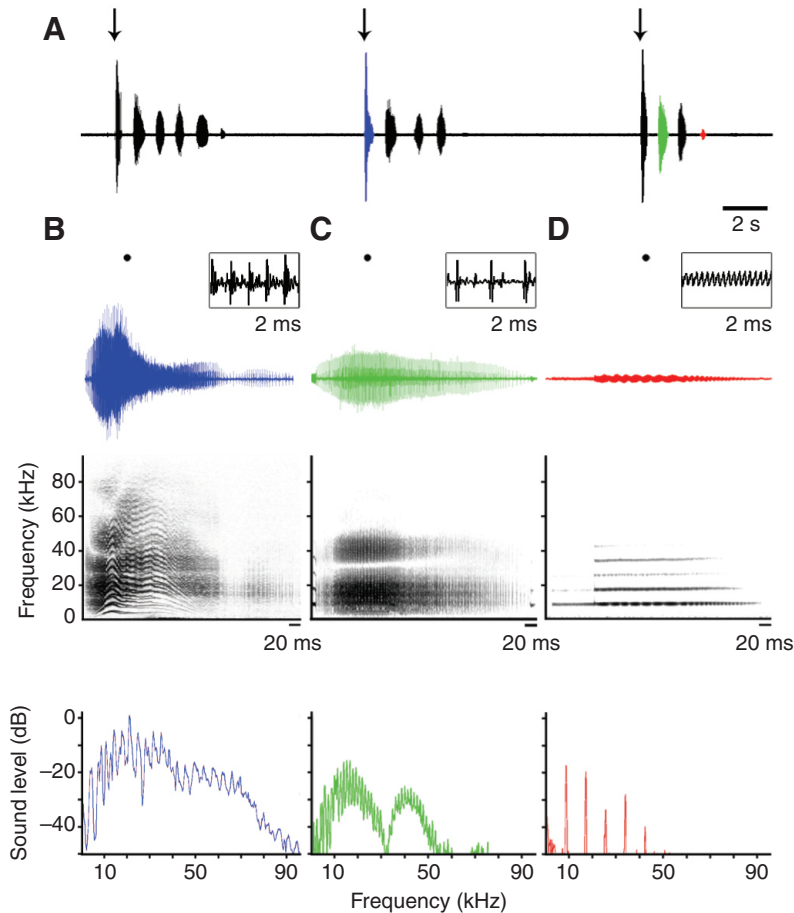 A
2 s
B C D
2 ms 2 ms 2 ms
Frequency (kHz)
80
60
40
20
0
20 ms 20 ms 20 ms
Sound level (dB)
0
–20
–40
10 50 90 10 50 90 10 50 90
Frequency (kHz)